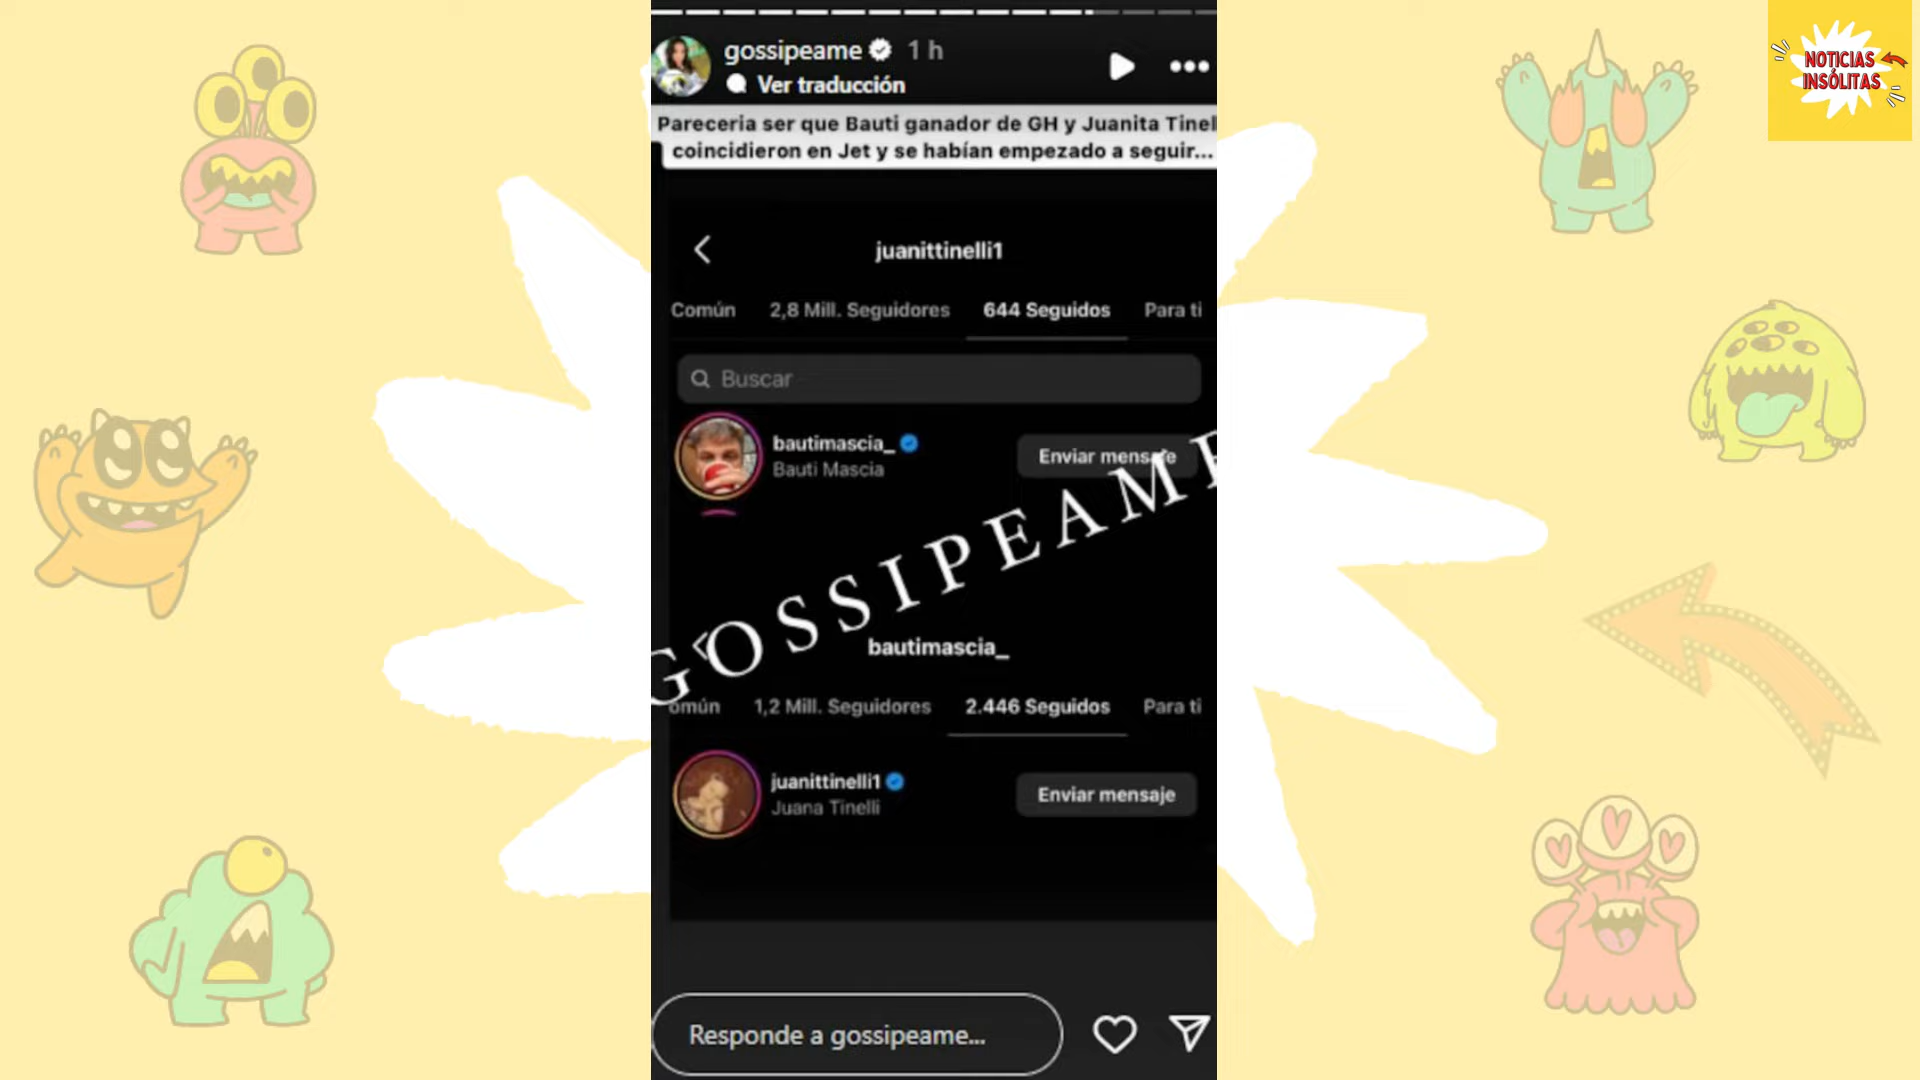 gossipeame 1 h
Ver traducción
NOTICIAS
INSÓLITAS
Pareceria ser que Bauti ganador de GH y Juanita Tinel
coincidieron en Jet y se habían empezado a seguir...
juanittinelli1
Común 2,8 Mill. Seguidores 644 Seguidos Para ti
Buscar
bautimascia_ Enviar mensaje
Bauti Mascia
GOSSIPEAME
bautimascia_
omún 1,2 Mill. Seguidores 2.446 Seguidos Para ti
juanittinelli1 Enviar mensaje
Juana Tinelli
Responde a gossipeame...